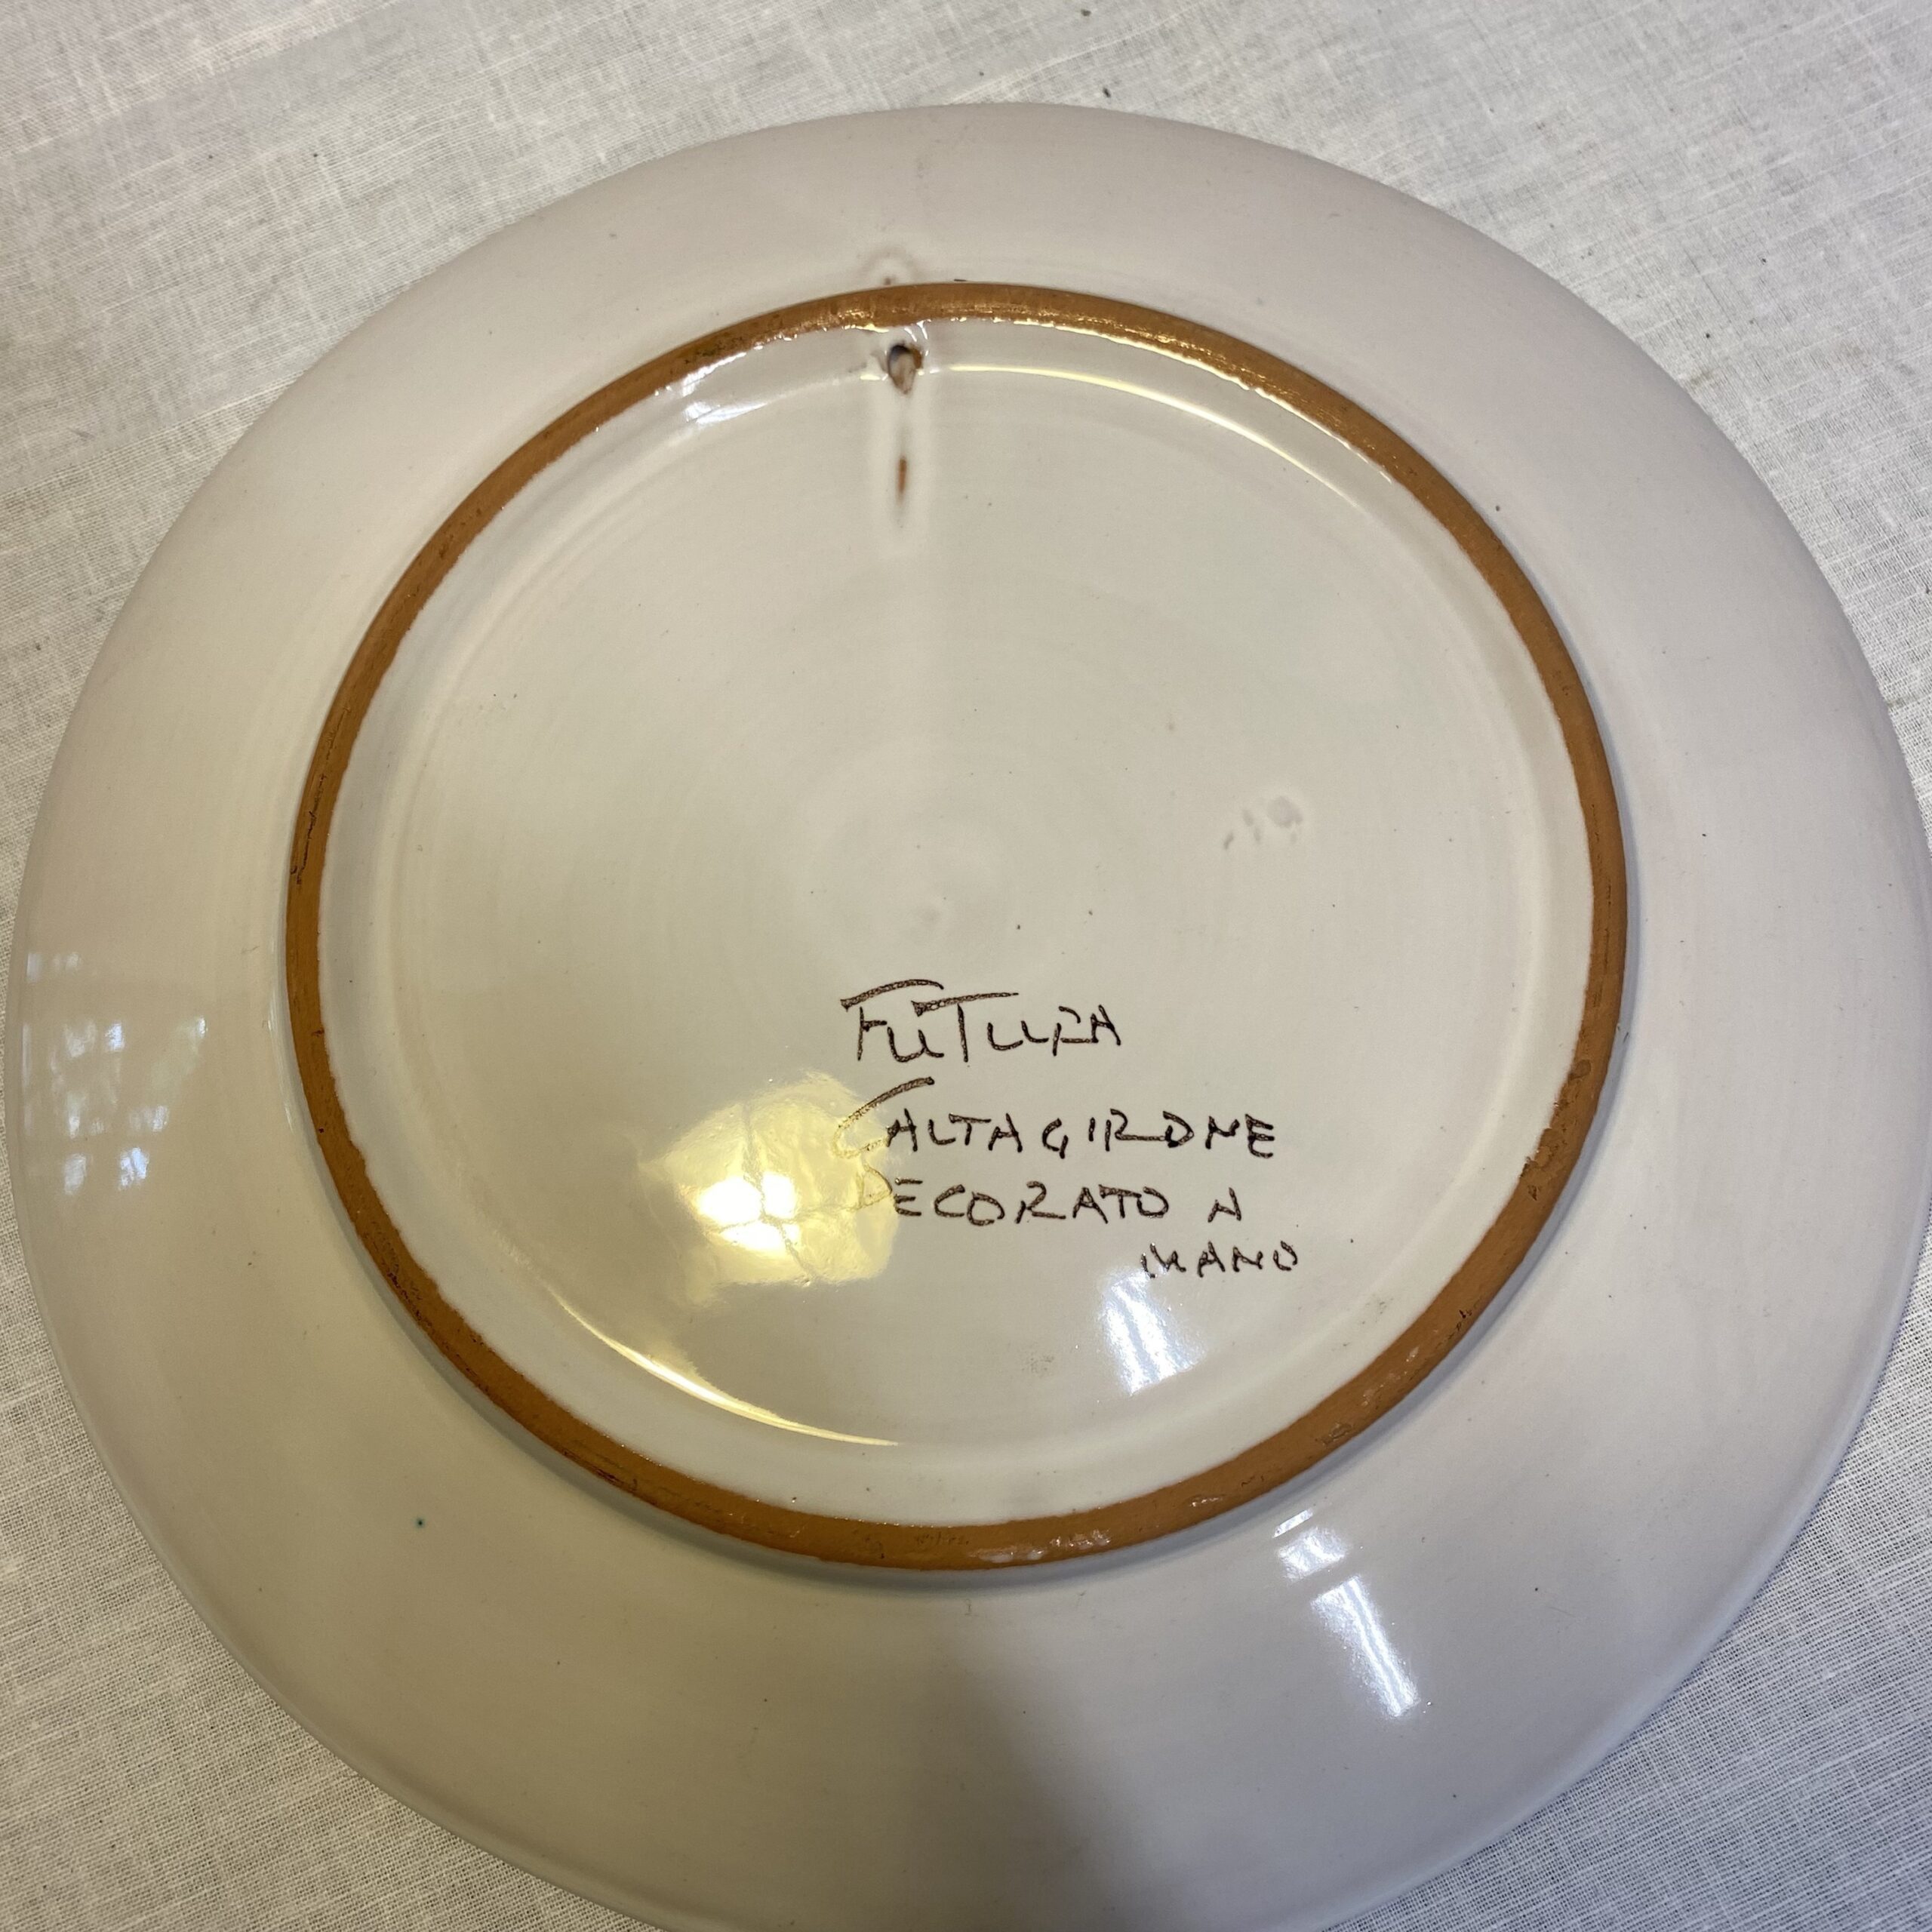 FUTURA
CALTAGIRONE
DECORATO A
MANO